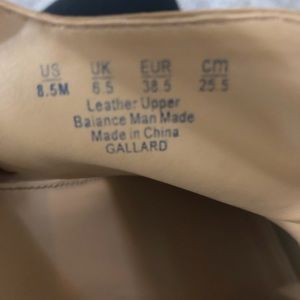 US UK EUR cm
8.5M 6.5 38.5 25.5
Leather Upper
Balance Man Made
Made in China
GALLARD